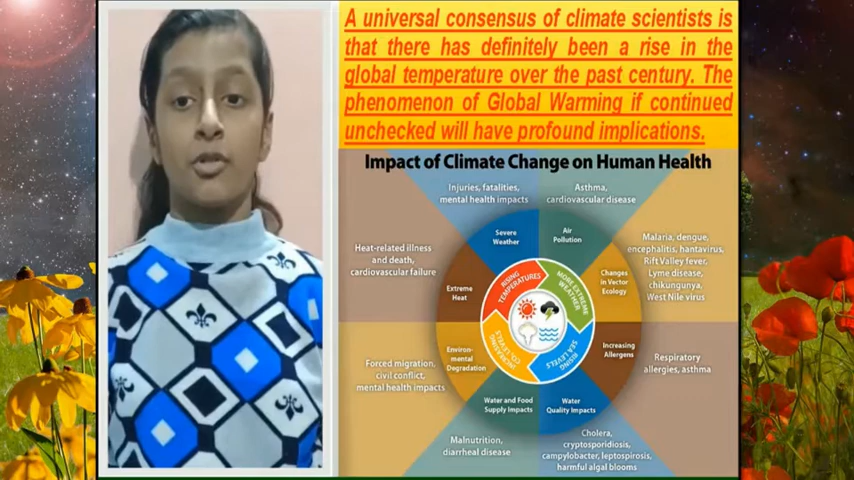 A universal consensus of climate scientists is
that there has definitely been a rise in the
global temperature over the past century. The
phenomenon of Global Warming if continued
unchecked will have profound implications.
Impact of Climate Change on Human Health
Injuries, fatalities,
mental health impacts
Asthma,
cardiovascular disease
Severe
Weather
Air
Pollution
Heat-related illness
and death,
cardiovascular failure
Malaria, dengue,
encephalitis, hantavirus,
Rift Valley fever,
Lyme disease,
chikungunya,
West Nile virus
Extreme
Heat
RISING
TEMPERATURES
MORE EXTREME
WEATHER
Changes
in Vector
Ecology
Environ-
mental
Degradation
INCREASING
CO₂ LEVELS
RISING
SEA LEVELS
Increasing
Allergens
Forced migration,
civil conflict,
mental health impacts
Respiratory
allergies, asthma
Water and Food
Supply Impacts
Water
Quality Impacts
Malnutrition,
diarrheal disease
Cholera,
cryptosporidiosis,
campylobacter, leptospirosis,
harmful algal blooms